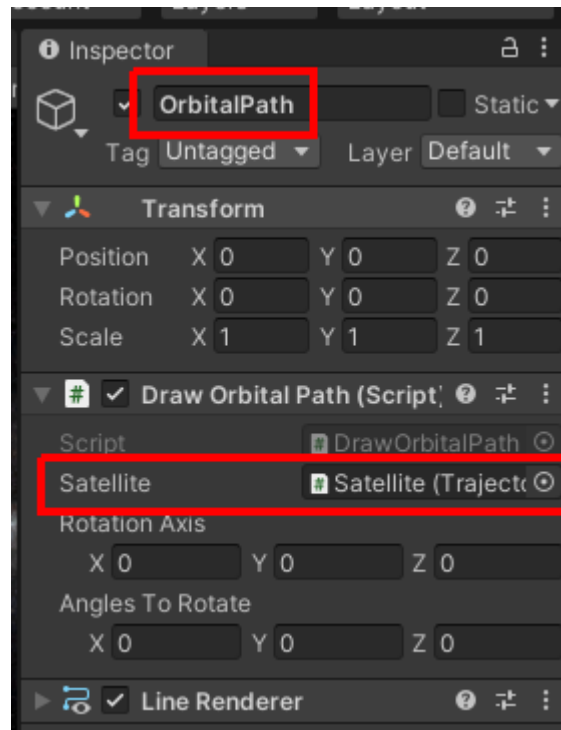 Inspector
OrbitalPath Static
Tag Untagged Layer Default
Transform
Position X 0 Y 0 Z 0
Rotation X 0 Y 0 Z 0
Scale X 1 Y 1 Z 1
# Draw Orbital Path (Script)
Script # DrawOrbitalPath
Satellite # Satellite (Trajecto
Rotation Axis
X 0 Y 0 Z 0
Angles To Rotate
X 0 Y 0 Z 0
Line Renderer